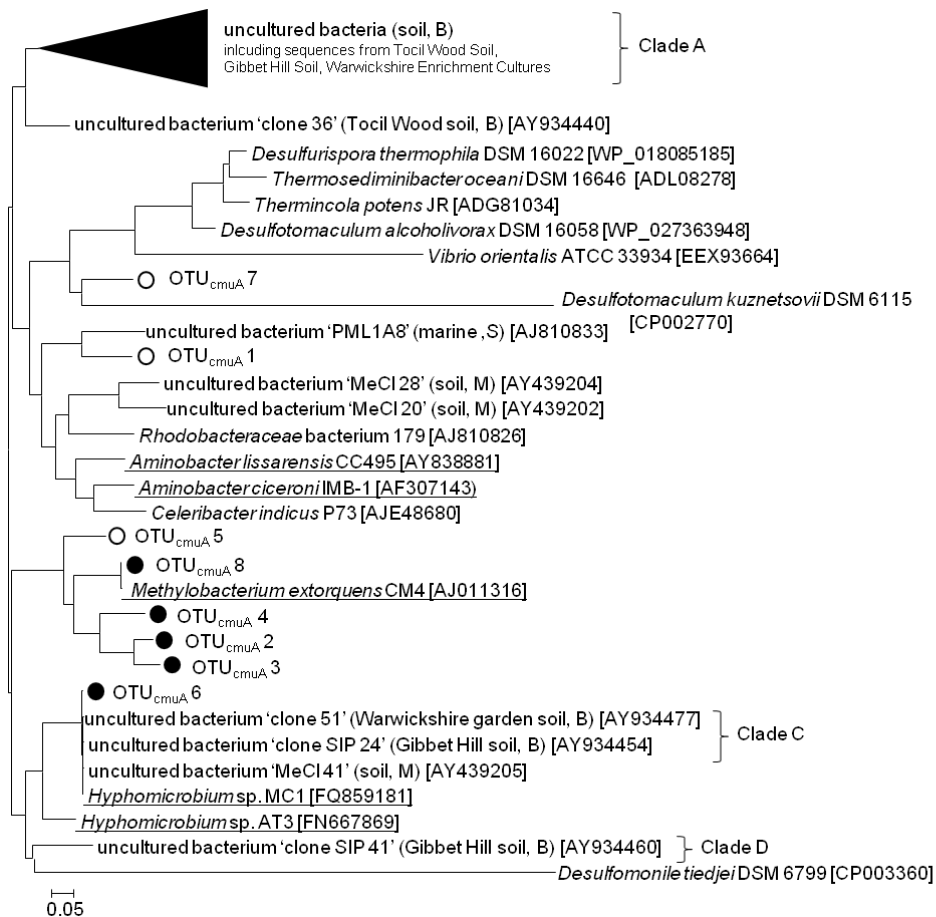 uncultured bacteria (soil, B)
inlcuding sequences from Tocil Wood Soil,
Gibbet Hill Soil, Warwickshire Enrichment Cultures
Clade A
uncultured bacterium ‘clone 36’ (Tocil Wood soil, B) [AY934440]
Desulfurispora thermophila DSM 16022 [WP_018085185]
Thermosediminibacter oceani DSM 16646 [ADL08278]
Thermincola potens JR [ADG81034]
Desulfotomaculum alcoholivorax DSM 16058 [WP_027363948]
Vibrio orientalis ATCC 33934 [EEX93664]
OTUcmuA 7
Desulfotomaculum kuznetsovii DSM 6115
[CP002770]
uncultured bacterium ‘PML1A8’ (marine ,S) [AJ810833]
OTUcmuA 1
uncultured bacterium ‘MeCl 28’ (soil, M) [AY439204]
uncultured bacterium ‘MeCl 20’ (soil, M) [AY439202]
Rhodobacteraceae bacterium 179 [AJ810826]
Aminobacter lissarensis CC495 [AY838881]
Aminobacter ciceroni IMB-1 [AF307143)
Celeribacter indicus P73 [AJE48680]
OTUcmuA 5
OTUcmuA 8
Methylobacterium extorquens CM4 [AJ011316]
OTUcmuA 4
OTUcmuA 2
OTUcmuA 3
OTUcmuA 6
uncultured bacterium ‘clone 51’ (Warwickshire garden soil, B) [AY934477]
uncultured bacterium ‘clone SIP 24’ (Gibbet Hill soil, B) [AY934454]
Clade C
uncultured bacterium ‘MeCl 41’ (soil, M) [AY439205]
Hyphomicrobium sp. MC1 [FQ859181]
Hyphomicrobium sp. AT3 [FN667869]
uncultured bacterium ‘clone SIP 41’ (Gibbet Hill soil, B) [AY934460]
Clade D
Desulfomonile tiedjei DSM 6799 [CP003360]
0.05